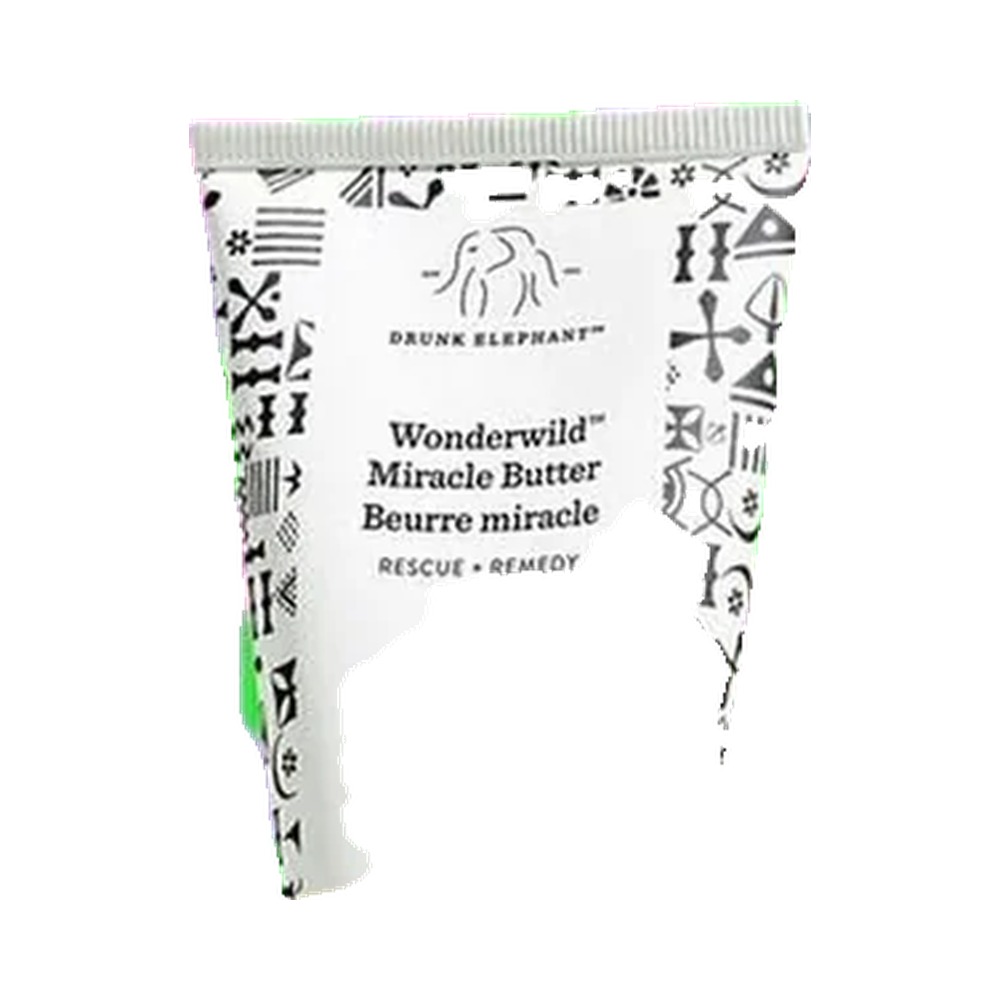 DRUNK ELEPHANT™
Wonderwild™
Miracle Butter
Beurre miracle
RESCUE • REMEDY